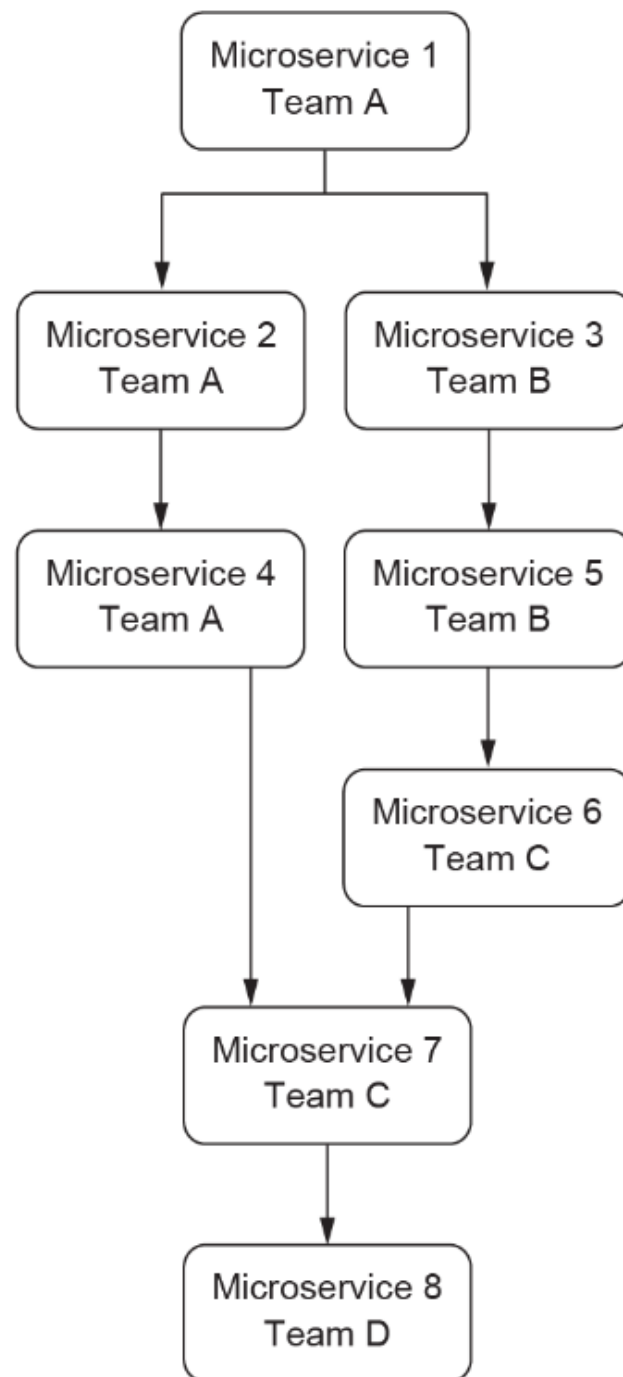 Microservice 1
Team A
Microservice 2
Team A
Microservice 3
Team B
Microservice 4
Team A
Microservice 5
Team B
Microservice 6
Team C
Microservice 7
Team C
Microservice 8
Team D